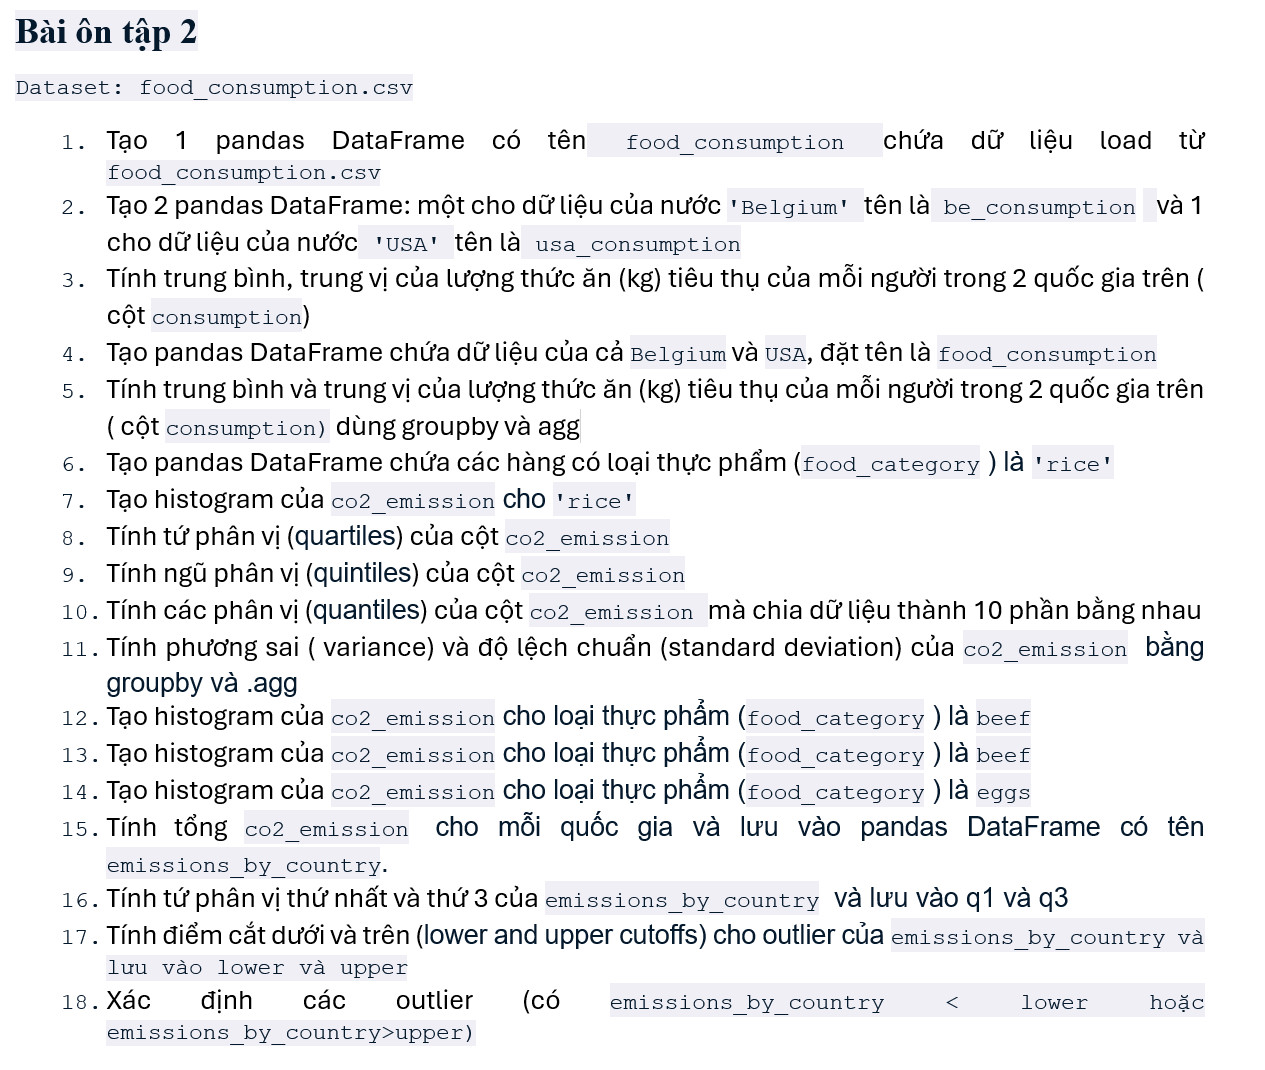 Bài ôn tập 2
Dataset: food_consumption.csv
1. Tạo 1 pandas DataFrame có tên food_consumption chứa dữ liệu load từ
food_consumption.csv
2. Tạo 2 pandas DataFrame: một cho dữ liệu của nước 'Belgium' tên là be_consumption và 1
cho dữ liệu của nước 'USA' tên là usa_consumption
3. Tính trung bình, trung vị của lượng thức ăn (kg) tiêu thụ của mỗi người trong 2 quốc gia trên (
cột consumption)
4. Tạo pandas DataFrame chứa dữ liệu của cả Belgium và USA, đặt tên là food_consumption
5. Tính trung bình và trung vị của lượng thức ăn (kg) tiêu thụ của mỗi người trong 2 quốc gia trên
( cột consumption) dùng groupby và agg
6. Tạo pandas DataFrame chứa các hàng có loại thực phẩm (food_category ) là 'rice'
7. Tạo histogram của co2_emission cho 'rice'
8. Tính tứ phân vị (quartiles) của cột co2_emission
9. Tính ngũ phân vị (quintiles) của cột co2_emission
10. Tính các phân vị (quantiles) của cột co2_emission mà chia dữ liệu thành 10 phần bằng nhau
11. Tính phương sai ( variance) và độ lệch chuẩn (standard deviation) của co2_emission bằng
groupby và .agg
12. Tạo histogram của co2_emission cho loại thực phẩm (food_category ) là beef
13. Tạo histogram của co2_emission cho loại thực phẩm (food_category ) là beef
14. Tạo histogram của co2_emission cho loại thực phẩm (food_category ) là eggs
15. Tính tổng co2_emission cho mỗi quốc gia và lưu vào pandas DataFrame có tên
emissions_by_country.
16. Tính tứ phân vị thứ nhất và thứ 3 của emissions_by_country và lưu vào q1 và q3
17. Tính điểm cắt dưới và trên (lower and upper cutoffs) cho outlier của emissions_by_country và
lưu vào lower và upper
18. Xác định các outlier (có emissions_by_country < lower hoặc
emissions_by_country>upper)